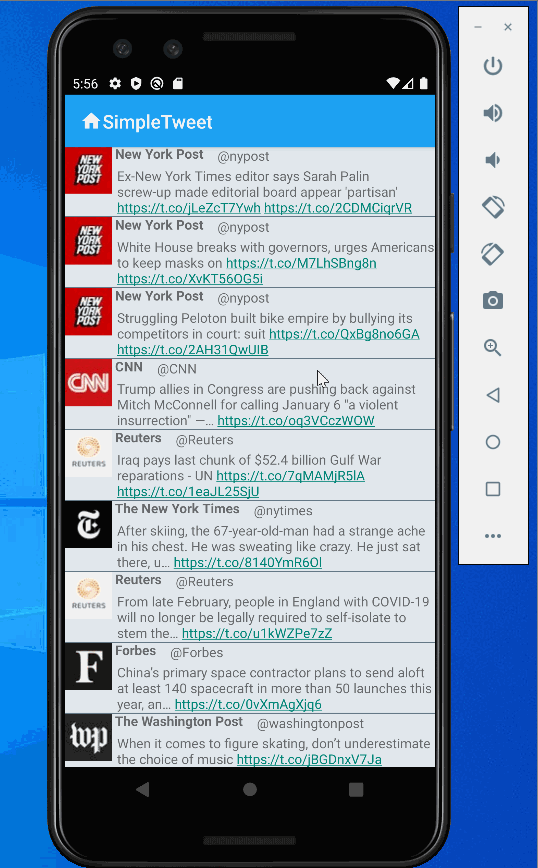 5:56
SimpleTweet
NEW YORK POST
New York Post @nypost
Ex-New York Times editor says Sarah Palin
screw-up made editorial board appear 'partisan'
https://t.co/jLeZcT7Ywh https://t.co/2CDMCiqrVR
NEW YORK POST
New York Post @nypost
White House breaks with governors, urges Americans
to keep masks on https://t.co/M7LhSBng8n
https://t.co/XvKT56OG5i
NEW YORK POST
New York Post @nypost
Struggling Peloton built bike empire by bullying its
competitors in court: suit https://t.co/QxBg8no6GA
https://t.co/2AH31QwUIB
CNN
CNN @CNN
Trump allies in Congress are pushing back against
Mitch McConnell for calling January 6 "a violent
insurrection" —… https://t.co/oq3VCczWOW
REUTERS
Reuters @Reuters
Iraq pays last chunk of $52.4 billion Gulf War
reparations - UN https://t.co/7qMAMjR5lA
https://t.co/1eaJL25SjU
T
The New York Times @nytimes
After skiing, the 67-year-old-man had a strange ache
in his chest. He was sweating like crazy. He just sat
there, u… https://t.co/8140YmR6Ol
REUTERS
Reuters @Reuters
From late February, people in England with COVID-19
will no longer be legally required to self-isolate to
stem the… https://t.co/u1kWZPe7zZ
F
Forbes @Forbes
China's primary space contractor plans to send aloft
at least 140 spacecraft in more than 50 launches this
year, an… https://t.co/0vXmAgXjq6
wp
The Washington Post @washingtonpost
When it comes to figure skating, don't underestimate
the choice of music https://t.co/jBGDnxV7Ja